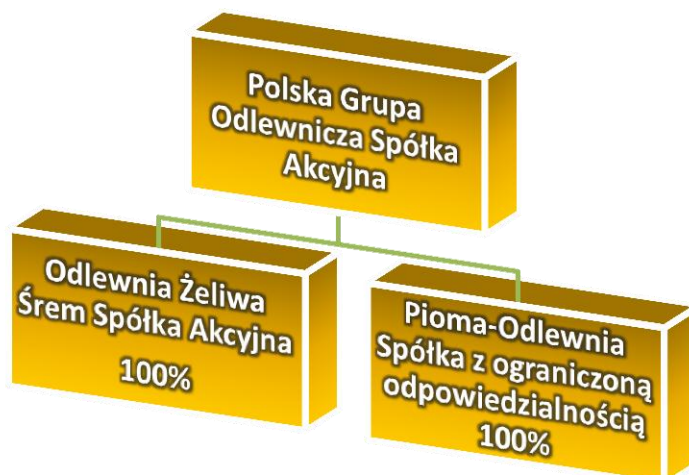 Polska Grupa
Odlewnicza Spółka
Akcyjna
Odlewnia Żeliwa
Śrem Spółka Akcyjna
100%
Pioma-Odlewnia
Spółka z ograniczoną
odpowiedzialnością
100%